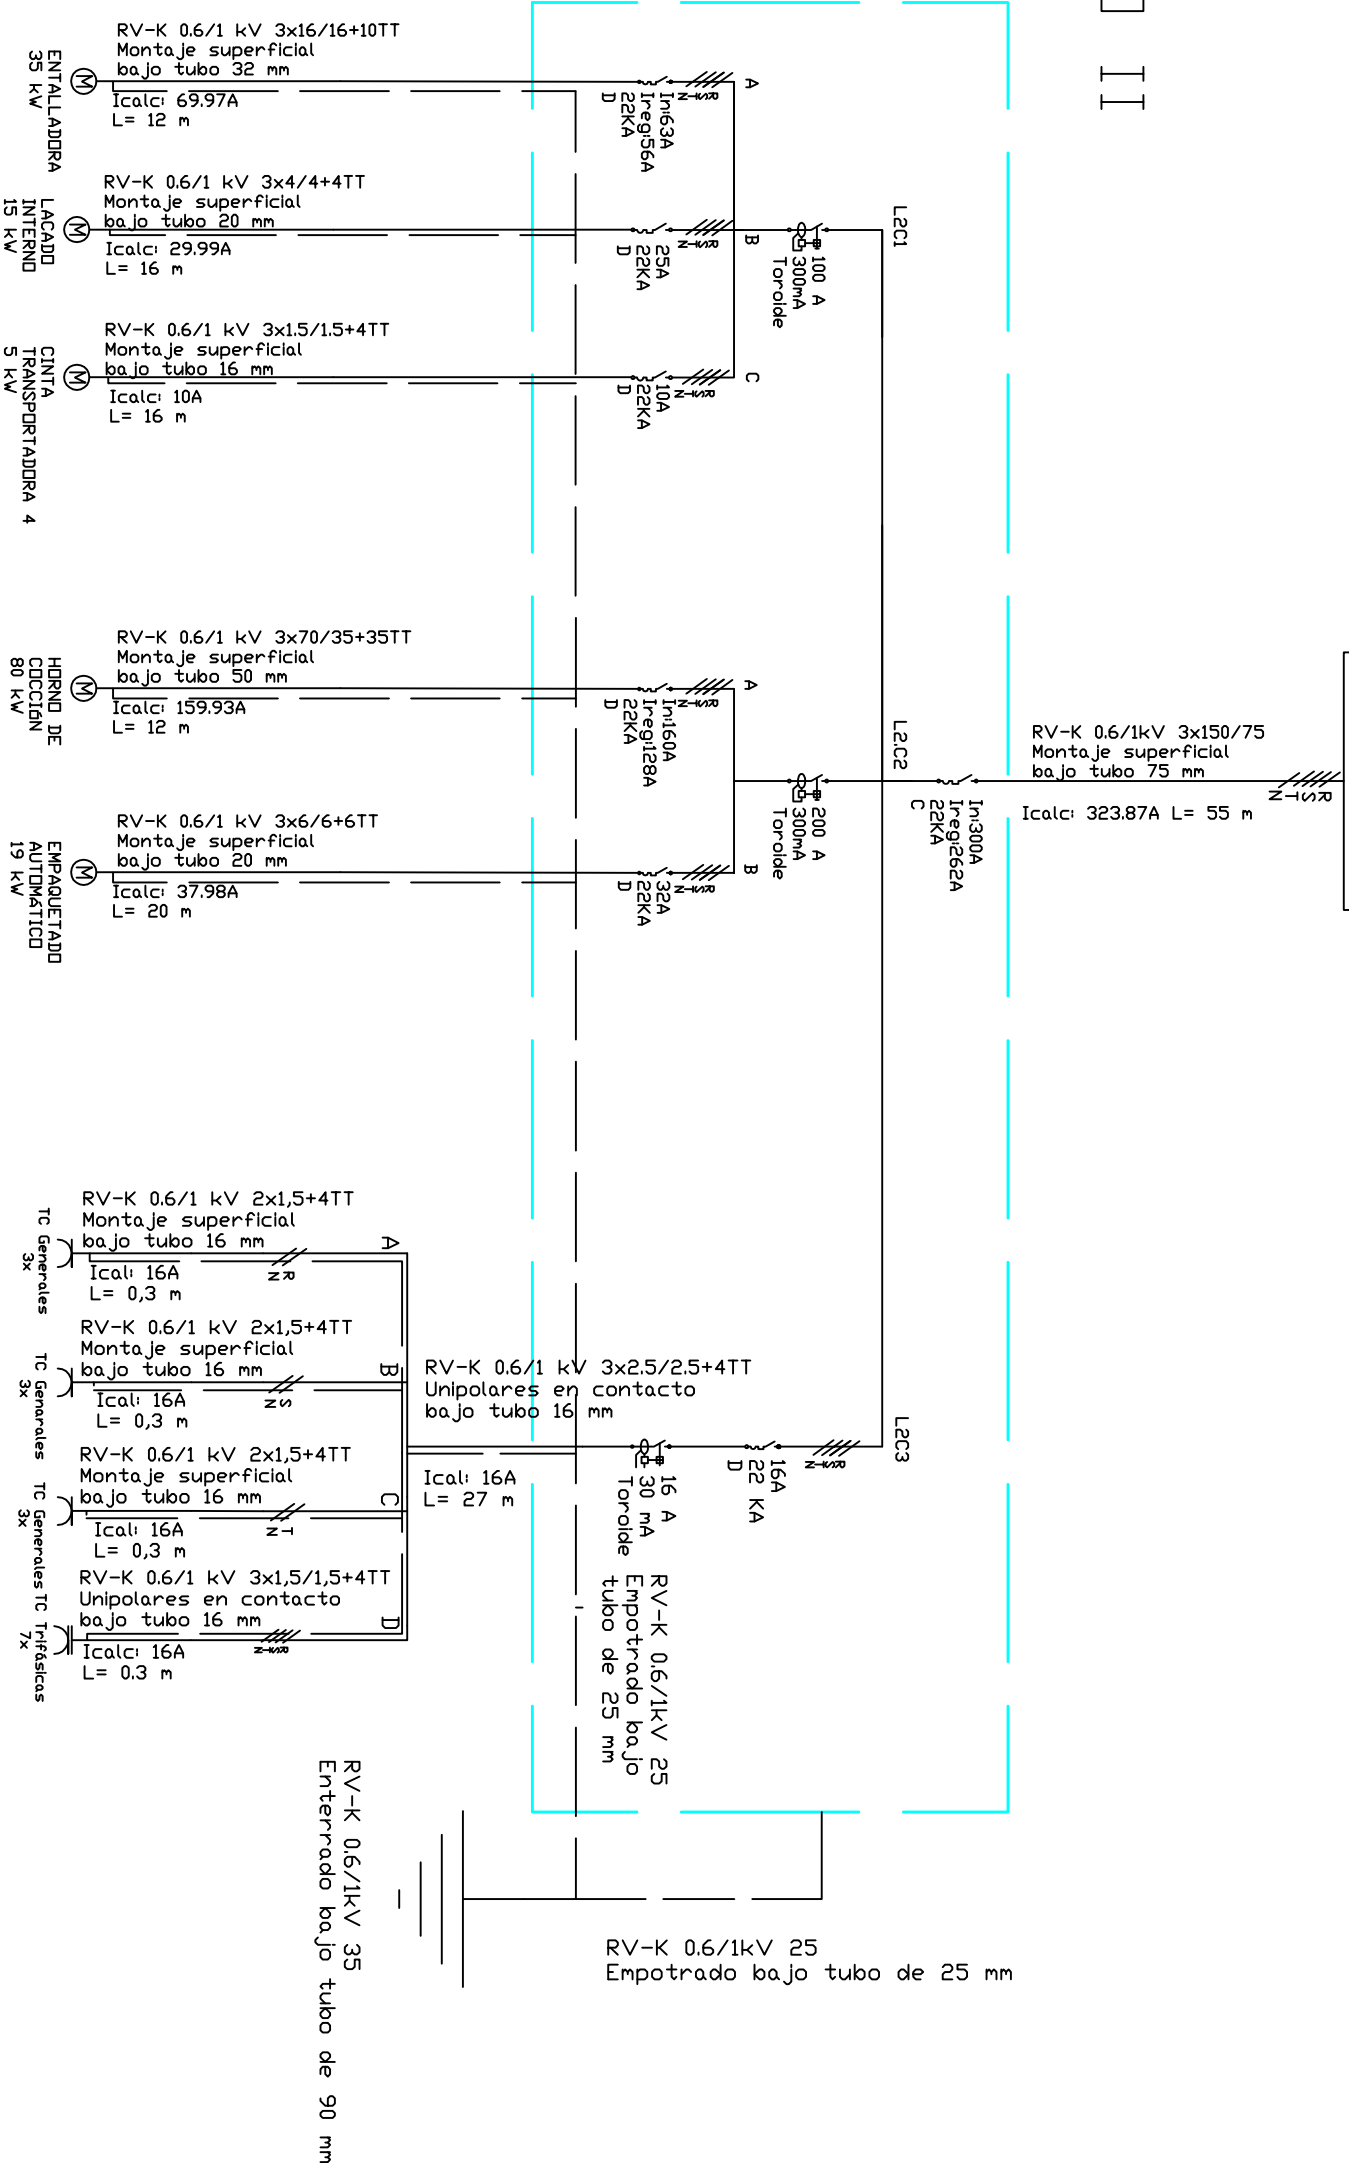 RV-K 0.6/1 kV 3x16/16+10TT
Montaje superficial
bajo tubo 32 mm
Icalc: 69.97A
L= 12 m
ENTALLADORA
35 kW
In:63A
Ireg:56A
22KA
D
RSTN
A
RV-K 0.6/1 kV 3x4/4+4TT
Montaje superficial
bajo tubo 20 mm
Icalc: 29.99A
L= 16 m
LACADO
INTERNO
15 kW
25A
22KA
D
RSTN
B
100 A
300mA
Toroide
L2C1
RV-K 0.6/1 kV 3x1.5/1.5+4TT
Montaje superficial
bajo tubo 16 mm
Icalc: 10A
L= 16 m
CINTA
TRANSPORTADORA 4
5 kW
10A
22KA
D
RSTN
C
RV-K 0.6/1 kV 3x70/35+35TT
Montaje superficial
bajo tubo 50 mm
Icalc: 159.93A
L= 12 m
HORNO DE
COCCIóN
80 kW
In:160A
Ireg:128A
22KA
D
RSTN
A
200 A
300mA
Toroide
L2.C2
In:300A
Ireg:262A
22KA
C
RV-K 0.6/1kV 3x150/75
Montaje superficial
bajo tubo 75 mm
Icalc: 323.87A L= 55 m
RSTN
RV-K 0.6/1 kV 3x6/6+6TT
Montaje superficial
bajo tubo 20 mm
Icalc: 37.98A
L= 20 m
EMPAQUETADO
AUTOMáTICO
19 kW
32A
22KA
D
RSTN
B
RV-K 0.6/1 kV 2x1,5+4TT
Montaje superficial
bajo tubo 16 mm
Ical: 16A
L= 0,3 m
TC Generales
3x
R
N
A
RV-K 0.6/1 kV 2x1,5+4TT
Montaje superficial
bajo tubo 16 mm
Ical: 16A
L= 0,3 m
TC Genarales
3x
S
N
B
RV-K 0.6/1 kV 3x2.5/2.5+4TT
Unipolares en contacto
bajo tubo 16 mm
Ical: 16A
L= 27 m
16 A
30 mA
Toroide
16A
22 KA
D
RSTN
L2C3
RV-K 0.6/1 kV 2x1,5+4TT
Montaje superficial
bajo tubo 16 mm
Ical: 16A
L= 0,3 m
TC Generales
3x
T
N
C
RV-K 0.6/1 kV 3x1,5/1,5+4TT
Unipolares en contacto
bajo tubo 16 mm
Icalc: 16A
L= 0.3 m
TC Trifásicas
7x
RSTN
D
RV-K 0.6/1kV 25
Empotrado bajo
tubo de 25 mm
RV-K 0.6/1kV 35
Enterrado bajo tubo de 90 mm
RV-K 0.6/1kV 25
Empotrado bajo tubo de 25 mm